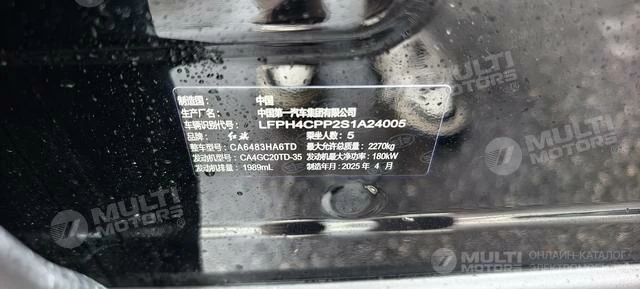 制造国: 中国
生产厂名: 中国第一汽车集团有限公司
车辆识别代号: LFPH4CPP2S1A24005
品牌: 红旗 乘坐人数: 5
整车型号: CA6483HA6TD 最大允许总质量: 2270kg
发动机型号: CA4GC20TD-35 发动机最大净功率: 180kW
发动机排量: 1989mL 制造年月: 2025 年 4 月
MULTI MOTORS
MULTI MOTORS
MULTI MOTORS
MULTI MOTORS ОНЛАЙН-КАТАЛОГ